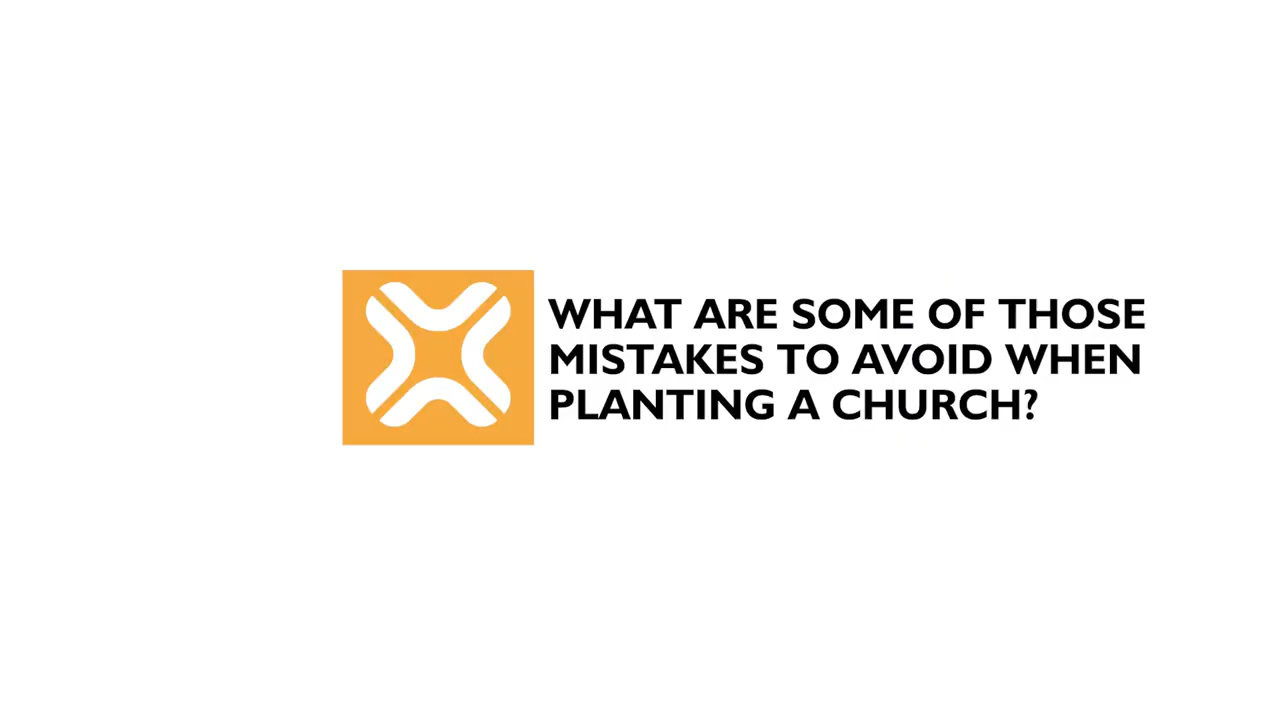 WHAT ARE SOME OF THOSE
MISTAKES TO AVOID WHEN
PLANTING A CHURCH?